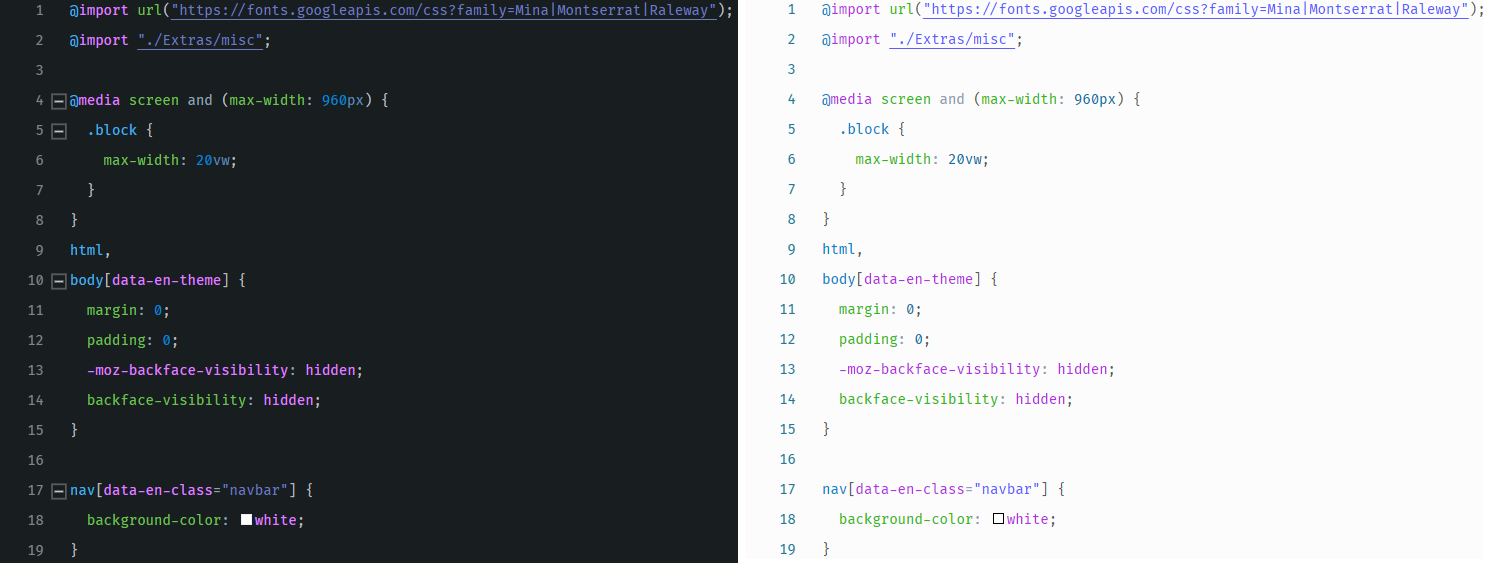 1 @import url("https://fonts.googleapis.com/css?family=Mina|Montserrat|Raleway");
2 @import "./Extras/misc";
3
4 @media screen and (max-width: 960px) {
5 .block {
6 max-width: 20vw;
7 }
8 }
9 html,
10 body[data-en-theme] {
11 margin: 0;
12 padding: 0;
13 -moz-backface-visibility: hidden;
14 backface-visibility: hidden;
15 }
16
17 nav[data-en-class="navbar"] {
18 background-color: white;
19 }
1 @import url("https://fonts.googleapis.com/css?family=Mina|Montserrat|Raleway");
2 @import "./Extras/misc";
3
4 @media screen and (max-width: 960px) {
5 .block {
6 max-width: 20vw;
7 }
8 }
9 html,
10 body[data-en-theme] {
11 margin: 0;
12 padding: 0;
13 -moz-backface-visibility: hidden;
14 backface-visibility: hidden;
15 }
16
17 nav[data-en-class="navbar"] {
18 background-color: white;
19 }